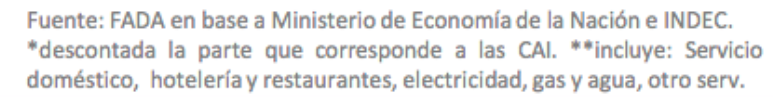 Fuente: FADA en base a Ministerio de Economía de la Nación e INDEC.
*descontada la parte que corresponde a las CAI. **incluye: Servicio
doméstico, hotelería y restaurantes, electricidad, gas y agua, otro serv.